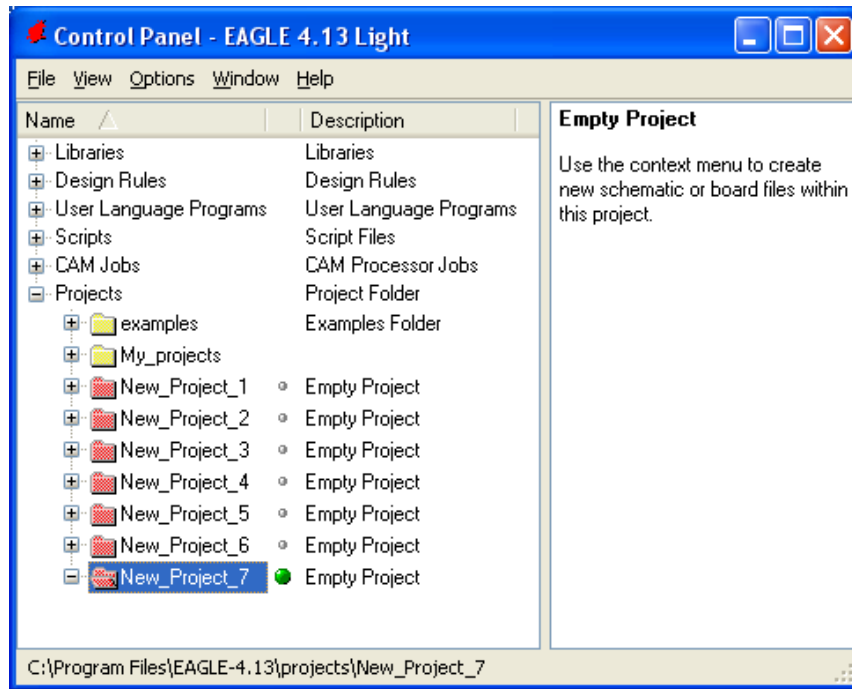 Control Panel - EAGLE 4.13 Light
File View Options Window Help
Name Description
Libraries Libraries
Design Rules Design Rules
User Language Programs User Language Programs
Scripts Script Files
CAM Jobs CAM Processor Jobs
Projects Project Folder
examples Examples Folder
My_projects
New_Project_1 Empty Project
New_Project_2 Empty Project
New_Project_3 Empty Project
New_Project_4 Empty Project
New_Project_5 Empty Project
New_Project_6 Empty Project
New_Project_7 Empty Project
Empty Project
Use the context menu to create
new schematic or board files within
this project.
C:\Program Files\EAGLE-4.13\projects\New_Project_7